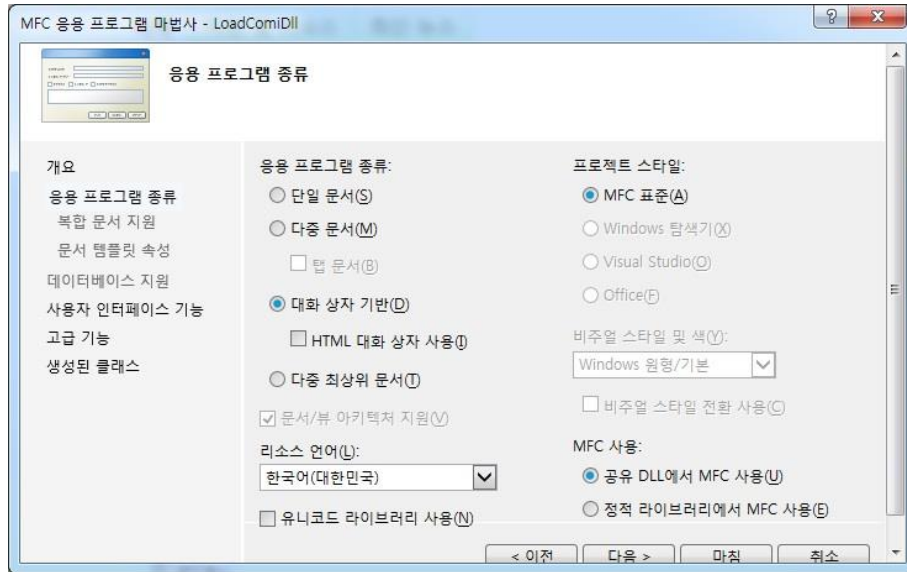 MFC 응용 프로그램 마법사 - LoadComiDll
응용 프로그램 종류
개요
응용 프로그램 종류
복합 문서 지원
문서 템플릿 속성
데이터베이스 지원
사용자 인터페이스 기능
고급 기능
생성된 클래스
응용 프로그램 종류:
단일 문서(S)
다중 문서(M)
탭 문서(B)
대화 상자 기반(D)
HTML 대화 상자 사용(I)
다중 최상위 문서(T)
문서/뷰 아키텍처 지원(V)
리소스 언어(L):
한국어(대한민국)
유니코드 라이브러리 사용(N)
프로젝트 스타일:
MFC 표준(A)
Windows 탐색기(X)
Visual Studio(O)
Office(F)
비주얼 스타일 및 색(Y):
Windows 원형/기본
비주얼 스타일 전환 사용(C)
MFC 사용:
공유 DLL에서 MFC 사용(U)
정적 라이브러리에서 MFC 사용(E)
< 이전
다음 >
마침
취소